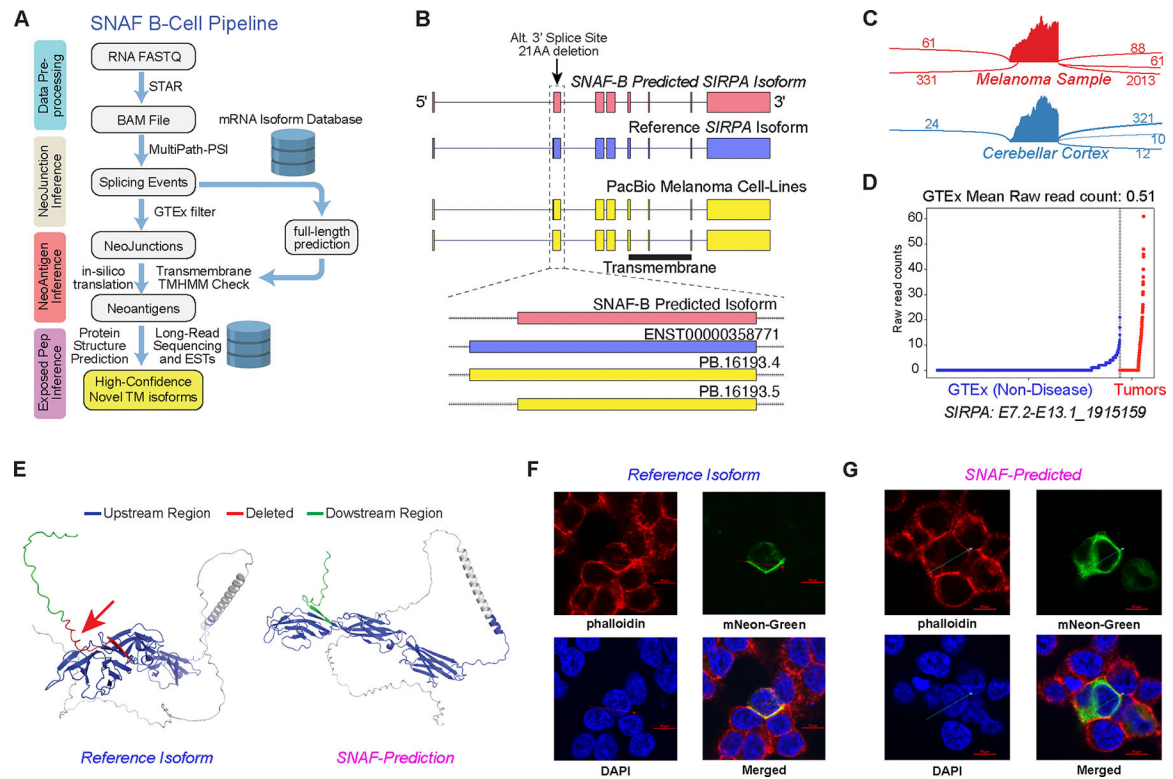 A
SNAF B-Cell Pipeline
Data Pre-
processing
NeoJunction
Inference
NeoAntigen
Inference
Exposed Pep
Inference
RNA FASTQ
STAR
BAM File
MultiPath-PSI
mRNA Isoform Database
Splicing Events
GTEx filter
full-length
prediction
NeoJunctions
in-silico
translation
Transmembrane
TMHMM Check
Neoantigens
Protein
Structure
Prediction
Long-Read
Sequencing
and ESTs
High-Confidence
Novel TM isoforms
B
Alt. 3' Splice Site
21AA deletion
SNAF-B Predicted SIRPA Isoform
5'
3'
Reference SIRPA Isoform
PacBio Melanoma Cell-Lines
Transmembrane
SNAF-B Predicted Isoform
ENST00000358771
PB.16193.4
PB.16193.5
C
61
88
61
331
2013
Melanoma Sample
24
321
10
12
Cerebellar Cortex
D
GTEx Mean Raw read count: 0.51
Raw read counts
60
50
40
30
20
10
0
GTEx (Non-Disease)
Tumors
SIRPA: E7.2-E13.1_1915159
E
Upstream Region
Deleted
Dowstream Region
Reference Isoform
SNAF-Prediction
F
Reference Isoform
phalloidin
mNeon-Green
DAPI
Merged
G
SNAF-Predicted
phalloidin
mNeon-Green
DAPI
Merged